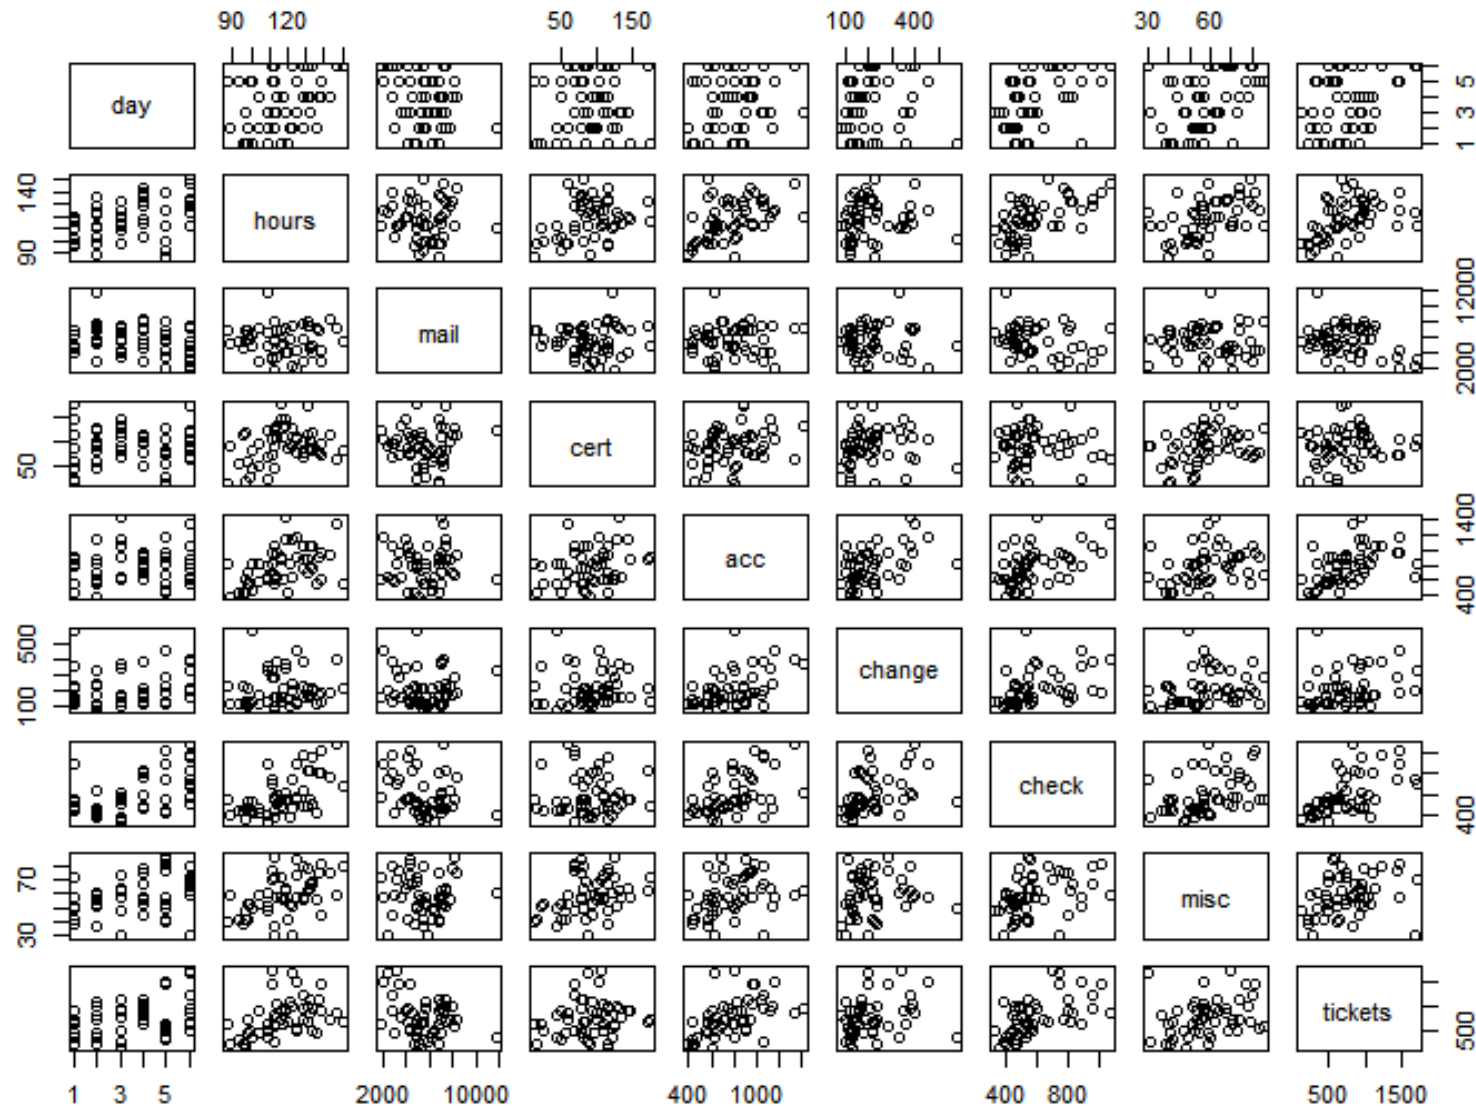 90 120 50 150 100 400 30 60
day 1 3 5
90 140 hours
mail 2000 12000
50 cert
acc 400 1400
100 500 change
check 400
30 70 misc
tickets 500
1 3 5 2000 10000 400 1000 400 800 500 1500